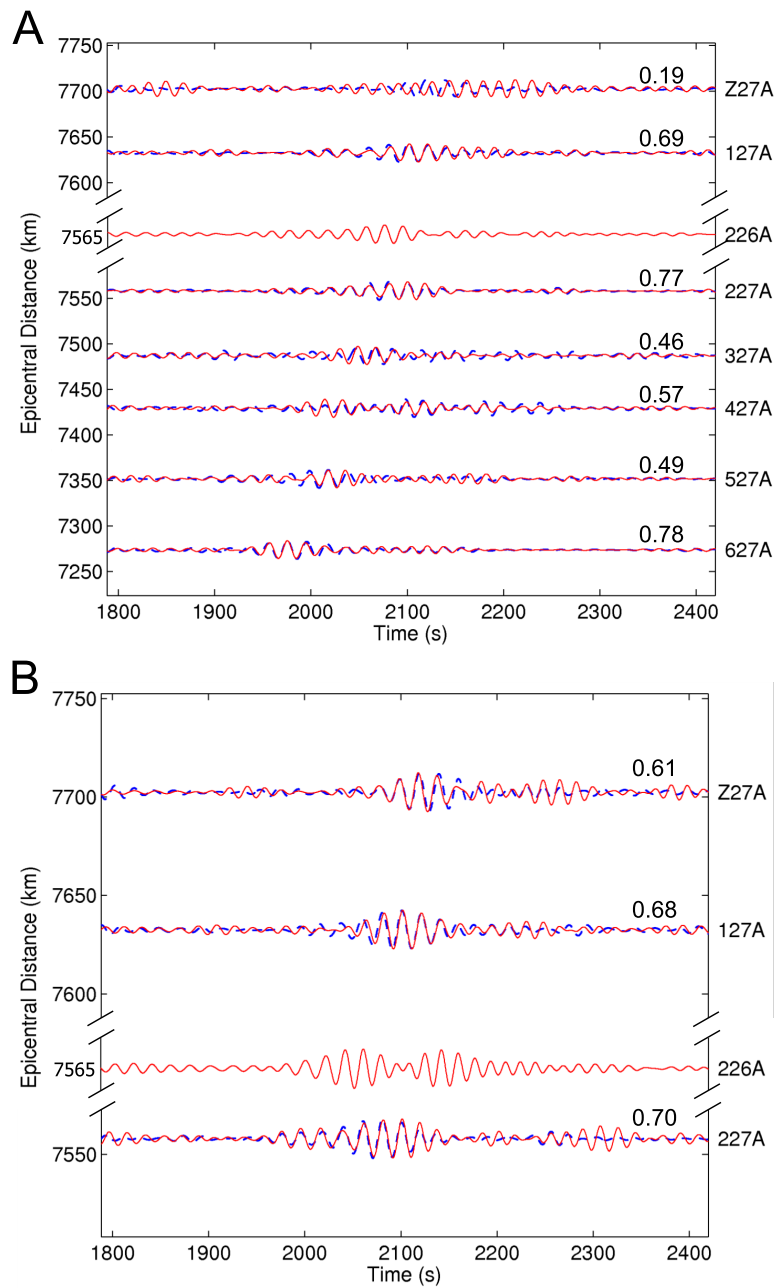 A
7750
0.19
7700
Z27A
0.69
7650
127A
7600
7565
226A
0.77
7550
227A
0.46
7500
327A
0.57
7450
427A
7400
0.49
7350
527A
0.78
7300
627A
7250
Epicentral Distance (km)
1800 1900 2000 2100 2200 2300 2400
Time (s)
B
7750
0.61
7700
Z27A
0.68
7650
127A
7600
7565
226A
0.70
227A
7550
Epicentral Distance (km)
1800 1900 2000 2100 2200 2300 2400
Time (s)